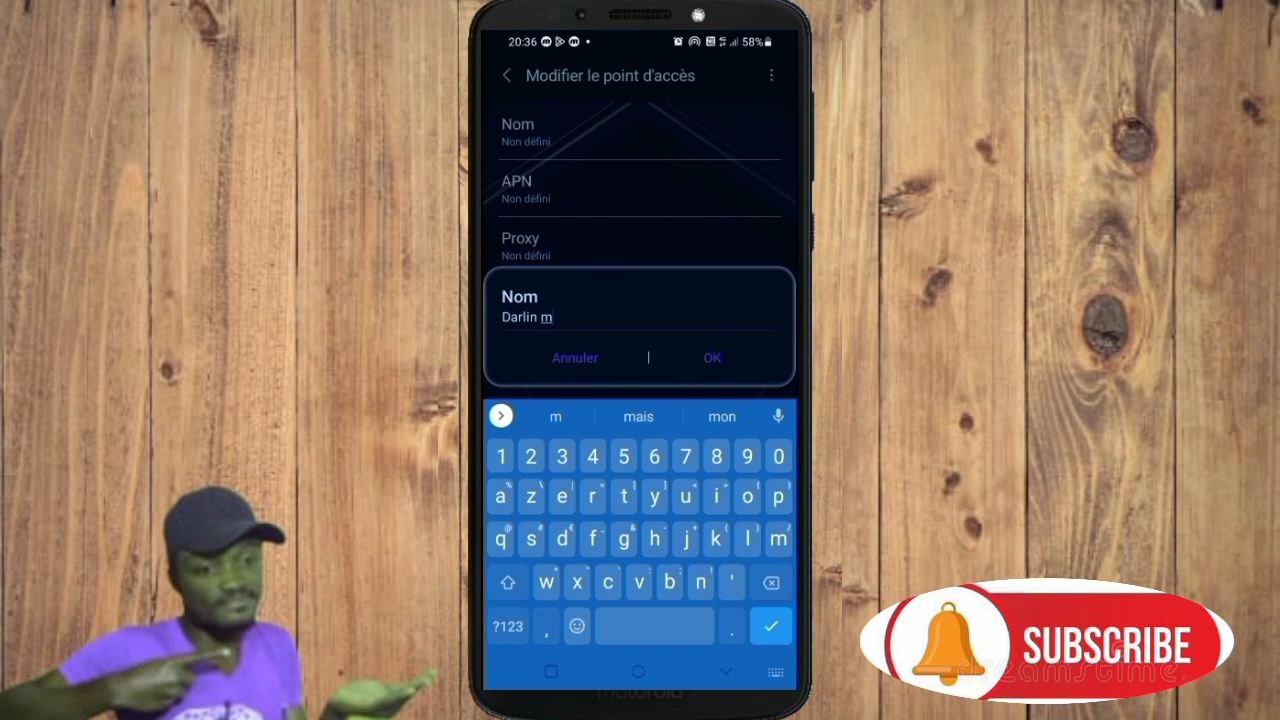 20:36 58%
Modifier le point d'accès
Nom
Non défini
APN
Non défini
Proxy
Non défini
Nom
Darlin m
Annuler | OK
m mais mon
1 2 3 4 5 6 7 8 9 0
a z e r t y u i o p
q s d f g h j k l m
w x c v b n '
?123 , .
motorola
SUBSCRIBE
dreamstime